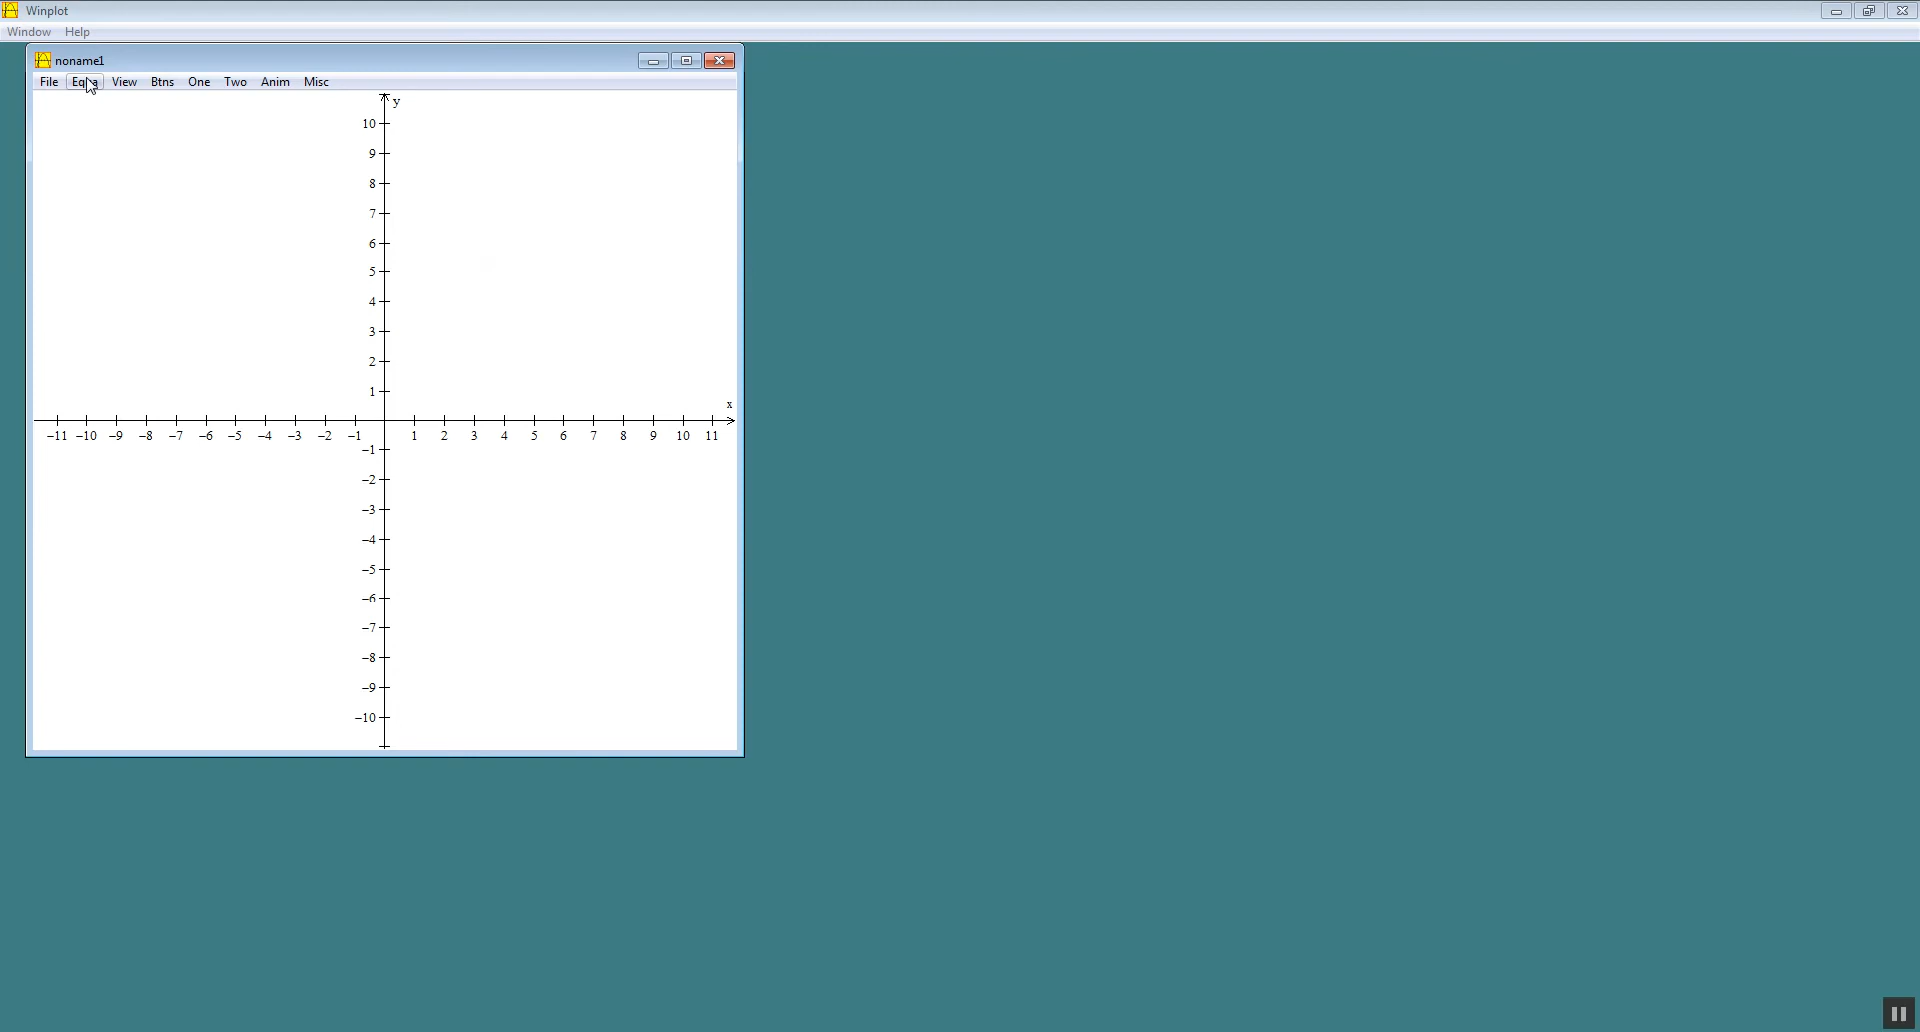 Winplot
Window Help
noname1
File Equa View Btns One Two Anim Misc
y
10
9
8
7
6
5
4
3
2
1
x
−11 −10 −9 −8 −7 −6 −5 −4 −3 −2 −1 1 2 3 4 5 6 7 8 9 10 11
−1
−2
−3
−4
−5
−6
−7
−8
−9
−10